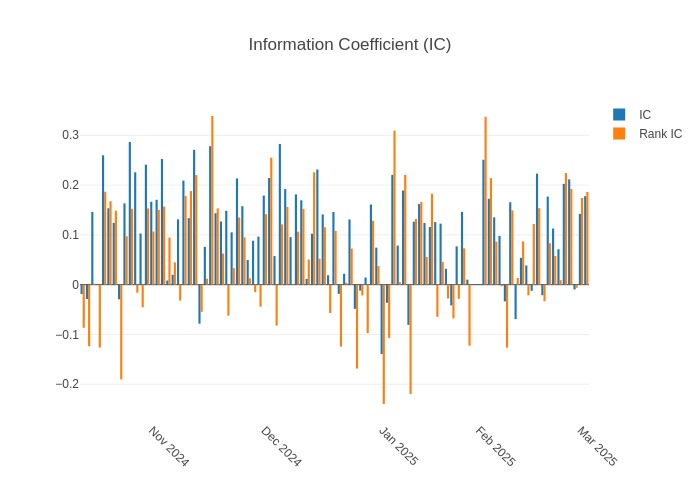 Information Coefficient (IC)
IC
Rank IC
0.3
0.2
0.1
0
−0.1
−0.2
Nov 2024
Dec 2024
Jan 2025
Feb 2025
Mar 2025